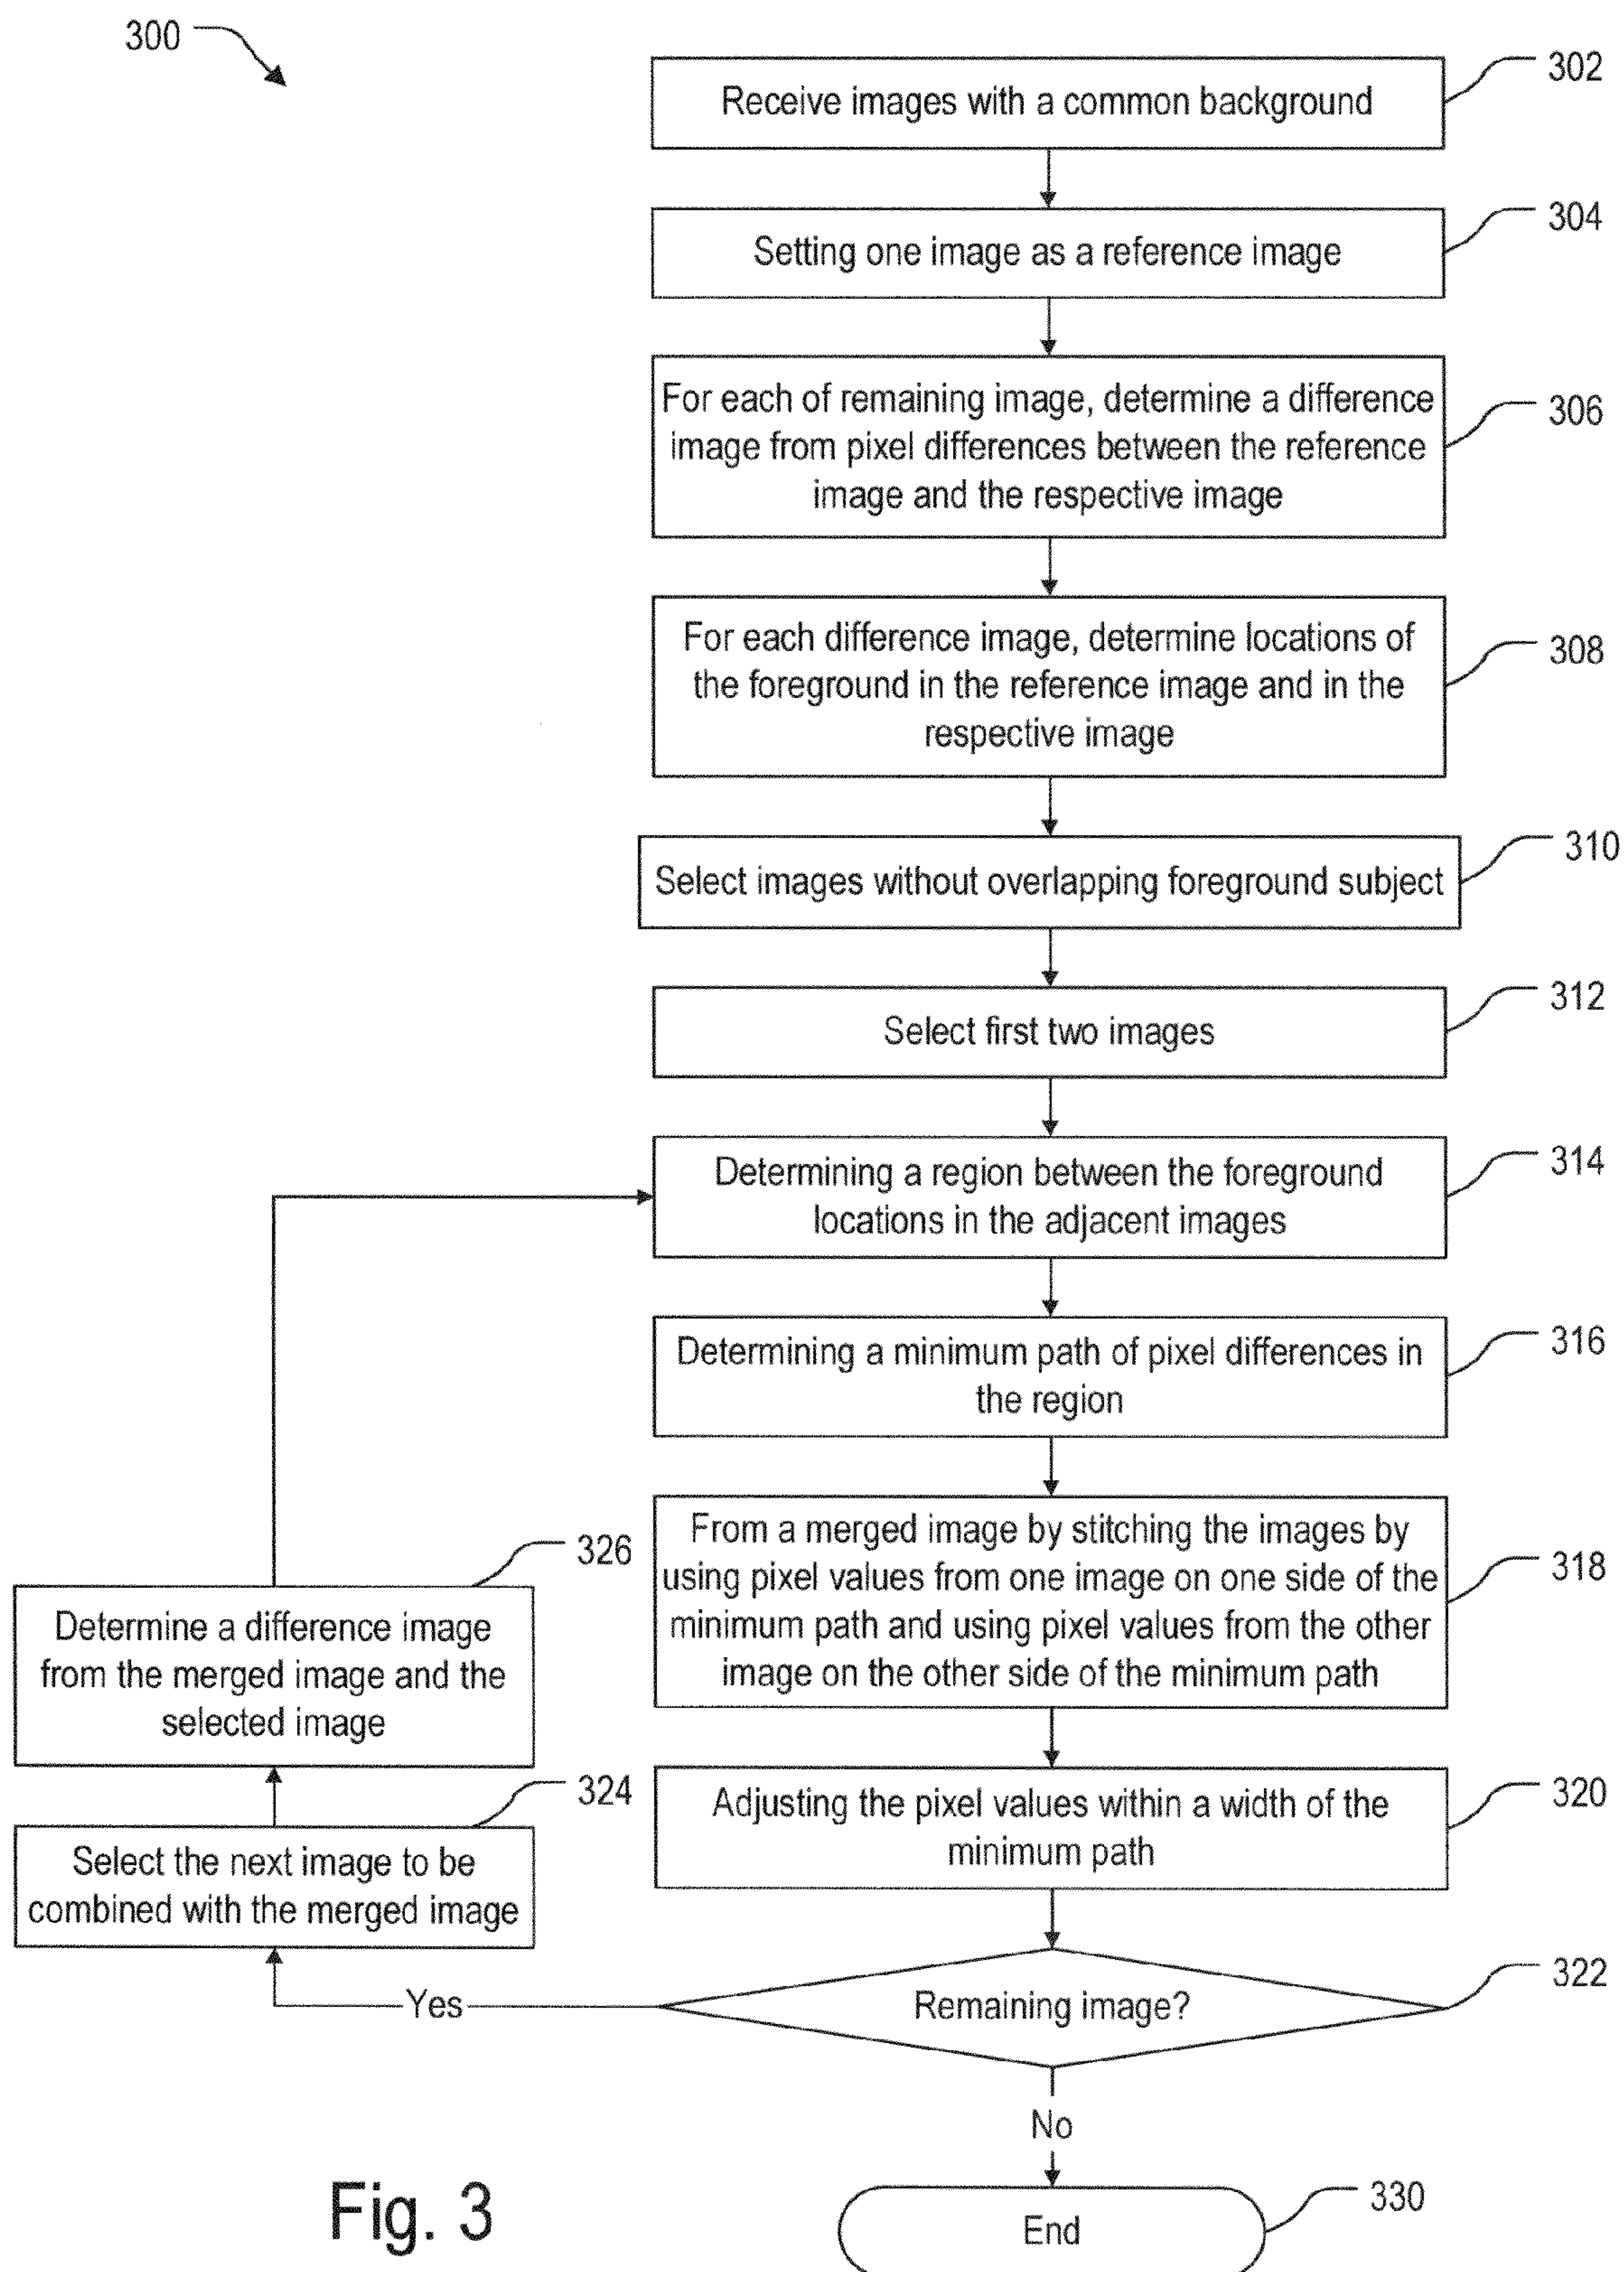 300
302
Receive images with a common background
304
Setting one image as a reference image
306
For each of remaining image, determine a difference
image from pixel differences between the reference
image and the respective image
308
For each difference image, determine locations of
the foreground in the reference image and in the
respective image
310
Select images without overlapping foreground subject
312
Select first two images
314
Determining a region between the foreground
locations in the adjacent images
316
Determining a minimum path of pixel differences in
the region
318
From a merged image by stitching the images by
using pixel values from one image on one side of the
minimum path and using pixel values from the other
image on the other side of the minimum path
320
Adjusting the pixel values within a width of the
minimum path
322
Remaining image?
Yes
324
Select the next image to be
combined with the merged image
326
Determine a difference image
from the merged image and the
selected image
No
330
End
Fig. 3